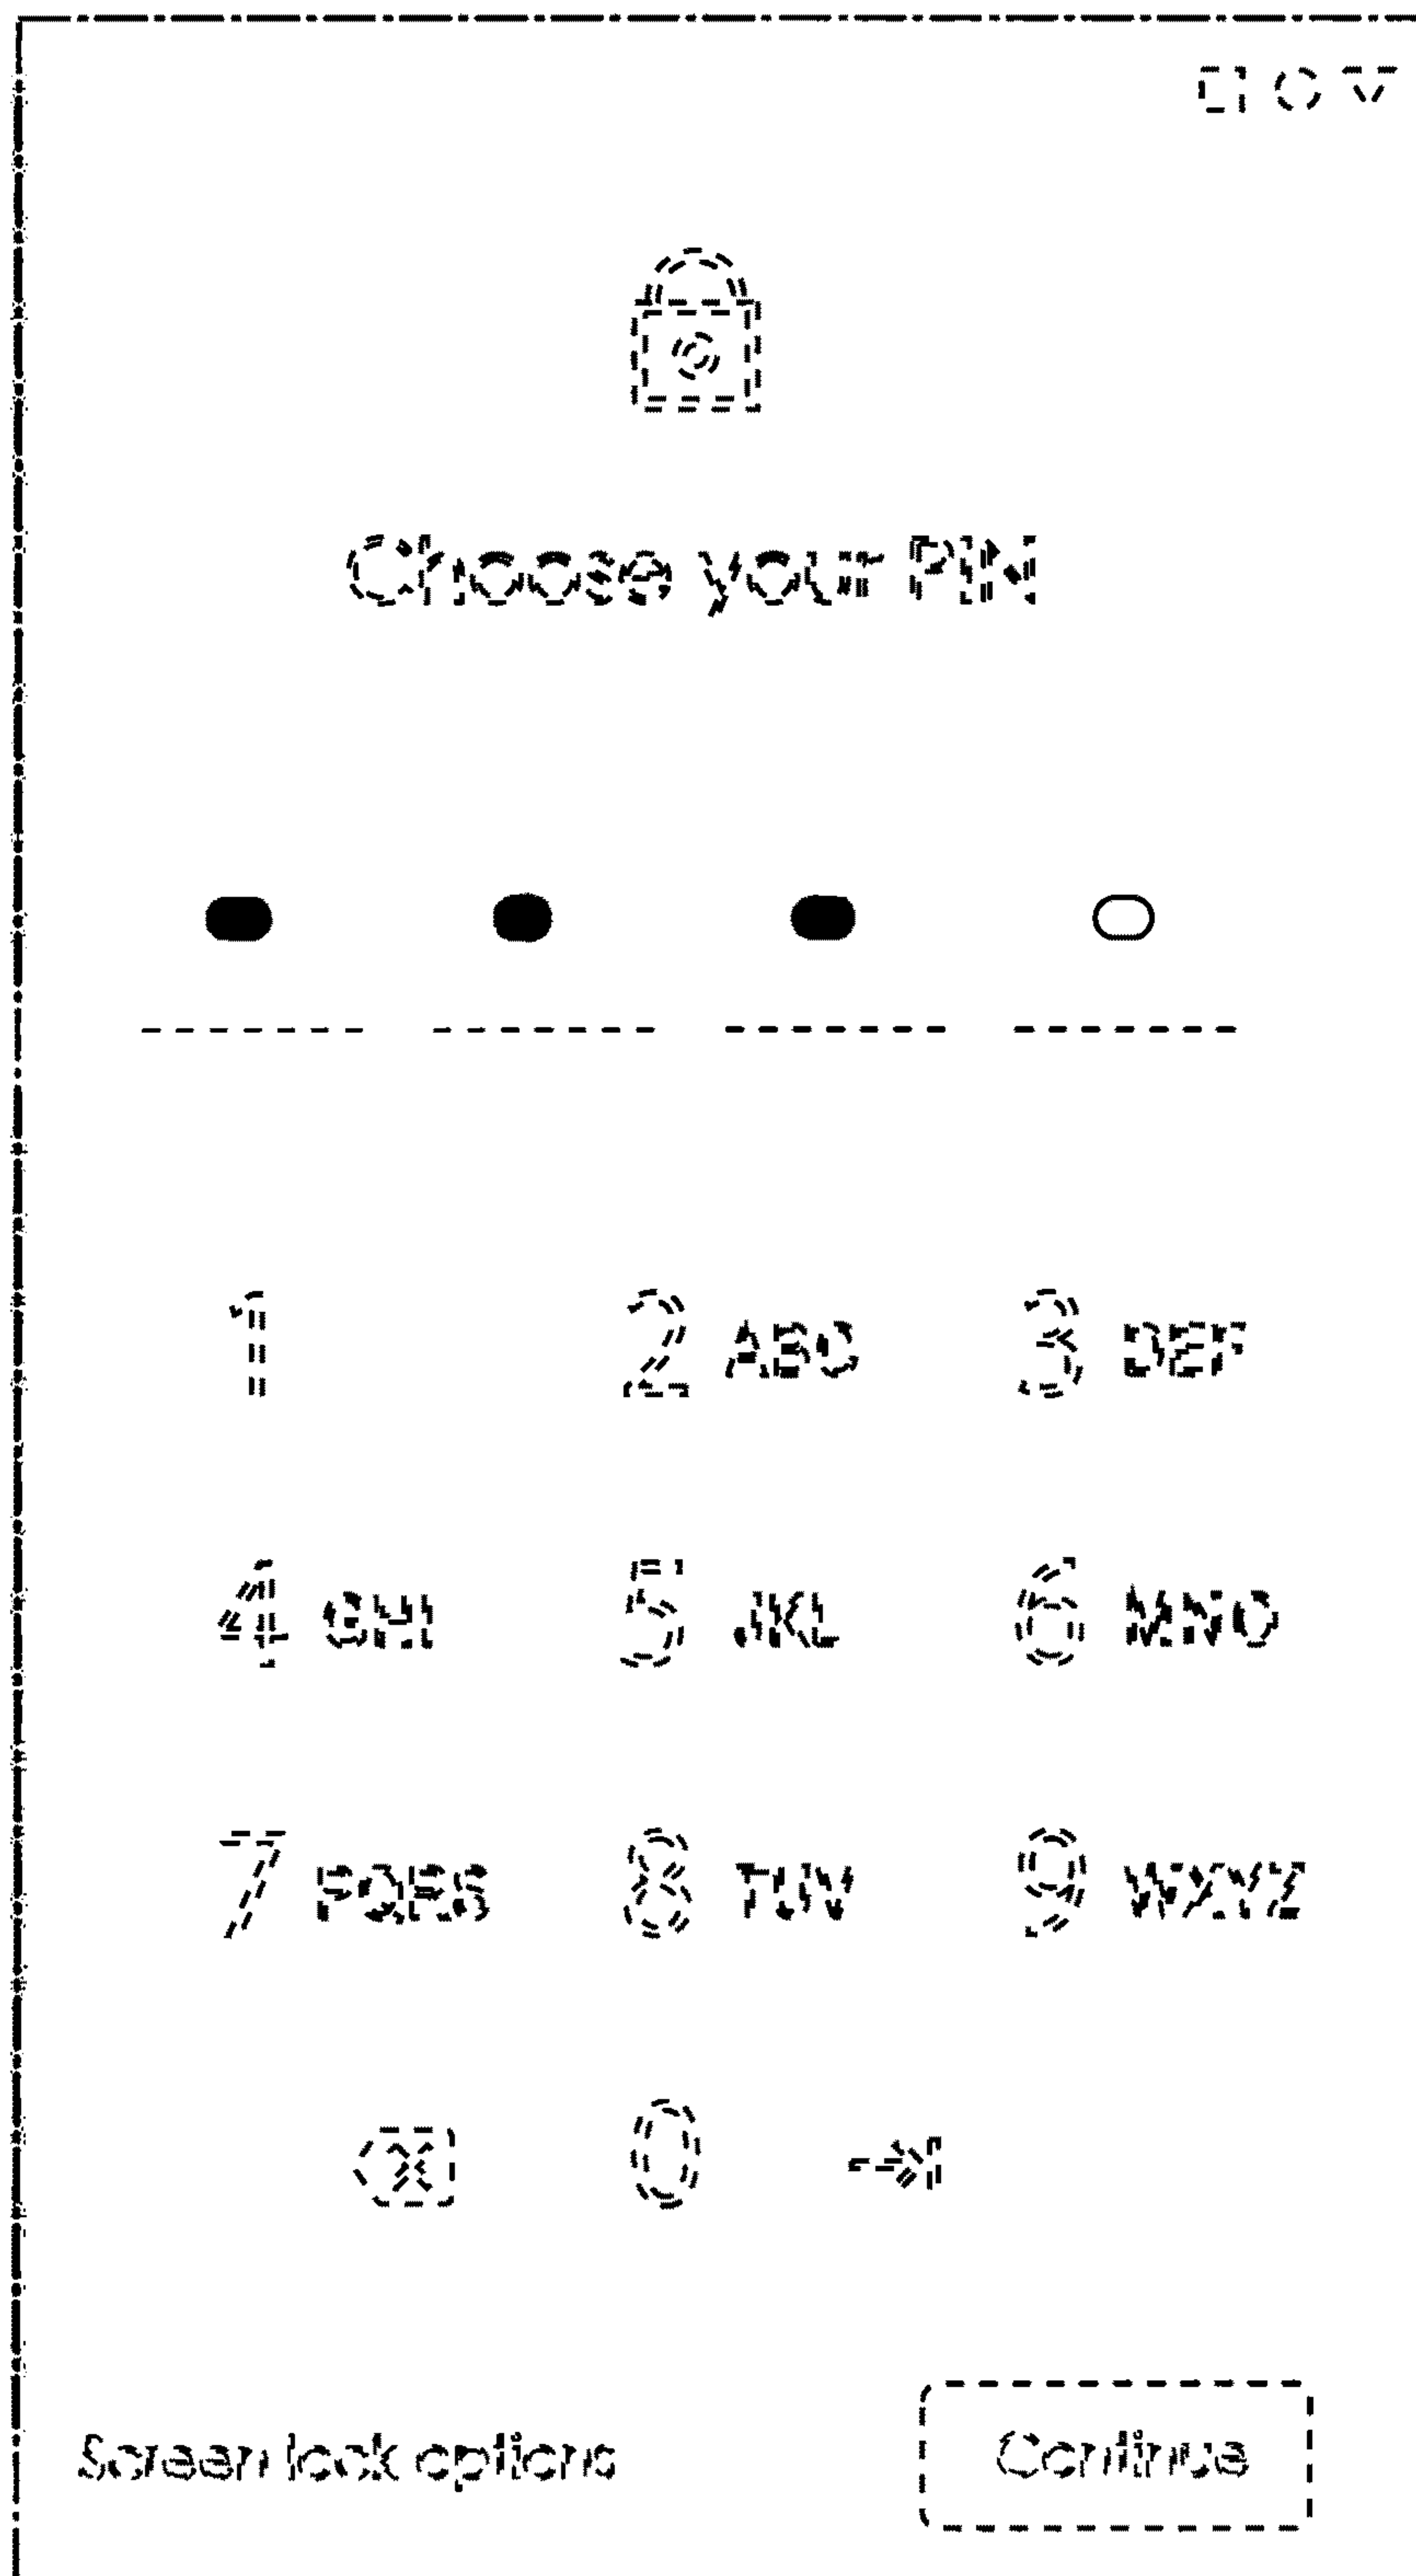 Choose your PIN
1 2 ABC 3 DEF
4 GHI 5 JKL 6 MNO
7 PQRS 8 TUV 9 WXYZ
0
Screen lock options Continue